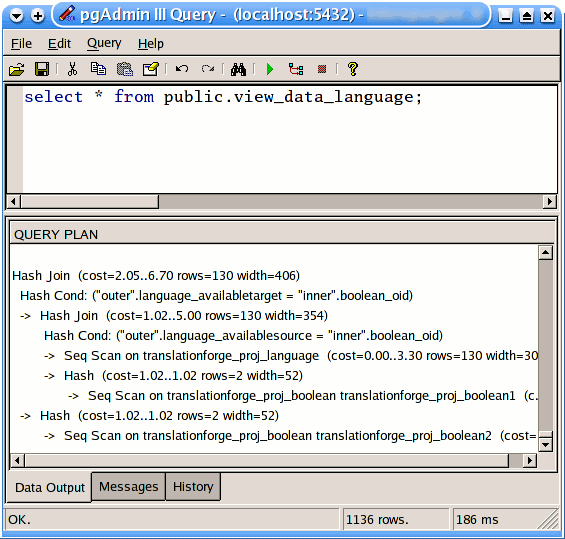 pgAdmin III Query - (localhost:5432) -
File Edit Query Help
select * from public.view_data_language;
QUERY PLAN
Hash Join (cost=2.05..6.70 rows=130 width=406)
Hash Cond: ("outer".language_availabletarget = "inner".boolean_oid)
-> Hash Join (cost=1.02..5.00 rows=130 width=354)
Hash Cond: ("outer".language_availablesource = "inner".boolean_oid)
-> Seq Scan on translationforge_proj_language (cost=0.00..3.30 rows=130 width=30
-> Hash (cost=1.02..1.02 rows=2 width=52)
-> Seq Scan on translationforge_proj_boolean translationforge_proj_boolean1 (c.
-> Hash (cost=1.02..1.02 rows=2 width=52)
-> Seq Scan on translationforge_proj_boolean translationforge_proj_boolean2 (cost=
Data Output Messages History
OK. 1136 rows. 186 ms